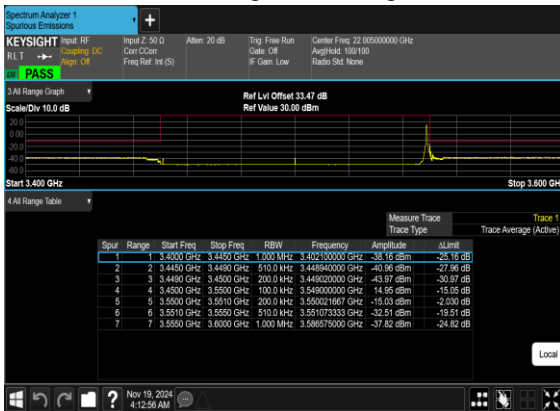 Spectrum Analyzer 1
Spurious Emissions
KEYSIGHT Input: RF Input Z: 50 Ω Atten: 20 dB Trig: Free Run Center Freq: 22.005000000 GHz
RLT Coupling: DC Corr CCorr Gate: Off Avg|Hold: 100/100
Align: Off Freq Ref: Int (S) IF Gain: Low Radio Std: None
PASS
3 All Range Graph
Ref Lvl Offset 33.47 dB
Scale/Div 10.0 dB Ref Value 30.00 dBm
20.0
0.00
-20.0
-40.0
-60.0
Start 3.400 GHz Stop 3.600 GH
4 All Range Table
Measure Trace Trace 1
Trace Type Trace Average (Active)
Spur Range Start Freq Stop Freq RBW Frequency Amplitude ΔLimit
1 1 3.4000 GHz 3.4450 GHz 1.000 MHz 3.402100000 GHz -38.16 dBm -25.16 dB
2 2 3.4450 GHz 3.4490 GHz 510.0 kHz 3.448940000 GHz -40.96 dBm -27.96 dB
3 3 3.4490 GHz 3.4500 GHz 200.0 kHz 3.449020000 GHz -43.97 dBm -30.97 dB
4 4 3.4500 GHz 3.5500 GHz 100.0 kHz 3.549000000 GHz 14.95 dBm -15.05 dB
5 5 3.5500 GHz 3.5510 GHz 200.0 kHz 3.550021667 GHz -15.03 dBm -2.030 dB
6 6 3.5510 GHz 3.5550 GHz 510.0 kHz 3.551073333 GHz -32.51 dBm -19.51 dB
7 7 3.5550 GHz 3.6000 GHz 1.000 MHz 3.586575000 GHz -37.82 dBm -24.82 dB
Local
? Nov 19, 2024
4:12:56 AM